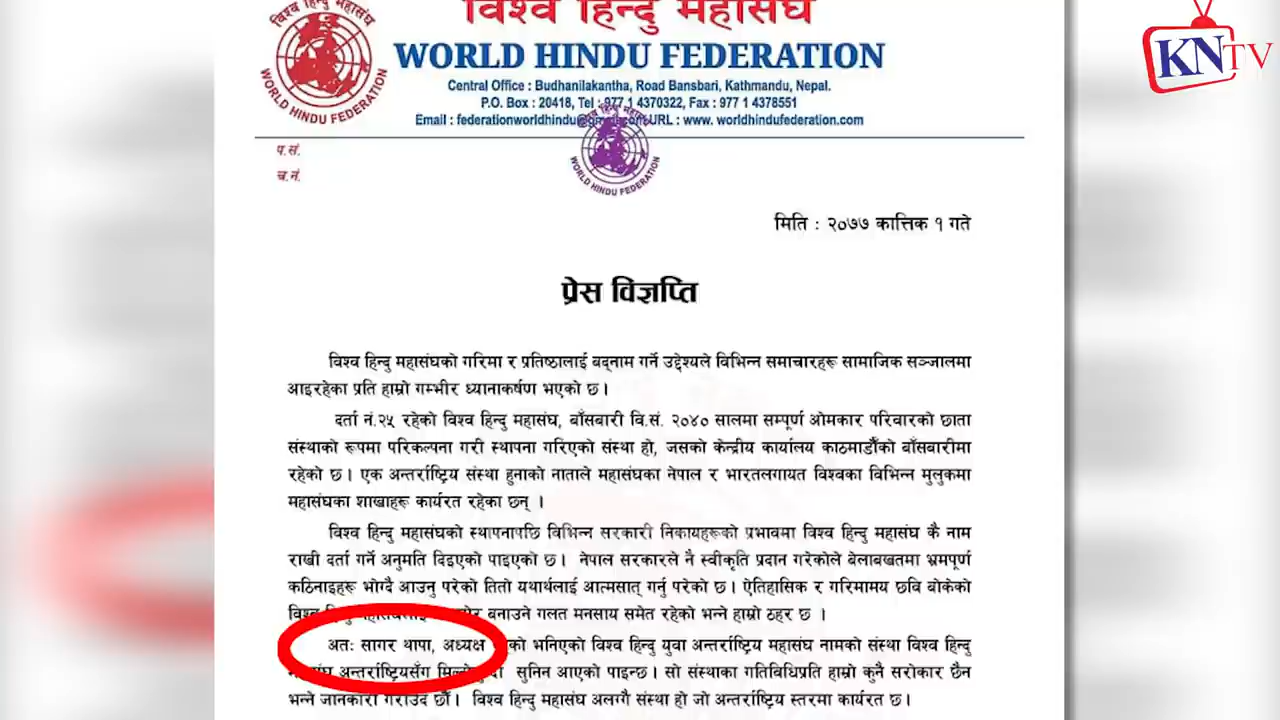 विश्व हिन्दु महासंघ
WORLD HINDU FEDERATION
Central Office : Budhanilakantha, Road Bansbari, Kathmandu, Nepal.
P.O. Box : 20418, Tel : 977 1 4370322, Fax : 977 1 4378551
Email : federationworldhindu URL : www. worldhindufederation.com
विश्व हिन्दु महासंघ
WORLD HINDU FEDERATION
WORLD HINDU FEDERATION
KNTV
प.सं.
च.नं.
मिति : २०७७ कात्तिक १ गते
प्रेस विज्ञप्ति
विश्व हिन्दु महासंघको गरिमा र प्रतिष्ठालाई बद्नाम गर्ने उद्देश्यले विभिन्न समाचारहरू सामाजिक सञ्जालमा
आइरहेका प्रति हाम्रो गम्भीर ध्यानाकर्षण भएको छ ।
दर्ता नं.२५ रहेको विश्व हिन्दु महासंघ, बाँसबारी वि.सं. २०४० सालमा सम्पूर्ण ओमकार परिवारको छाता
संस्थाको रूपमा परिकल्पना गरी स्थापना गरिएको संस्था हो, जसको केन्द्रीय कार्यालय काठमाडौँको बाँसबारीमा
रहेको छ । एक अन्तर्राष्ट्रिय संस्था हुनाको नाताले महासंघका नेपाल र भारतलगायत विश्वका विभिन्न मुलुकमा
महासंघका शाखाहरू कार्यरत रहेका छन् ।
विश्व हिन्दु महासंघको स्थापनापछि विभिन्न सरकारी निकायहरूको प्रभावमा विश्व हिन्दु महासंघ कै नाम
राखी दर्ता गर्ने अनुमति दिइएको पाइएको छ । नेपाल सरकारले नै स्वीकृति प्रदान गरेकोले बेलाबखतमा भ्रमपूर्ण
कठिनाइहरू भोग्दै आउनु परेको तितो यथार्थलाई आत्मसात् गर्नु परेको छ । ऐतिहासिक र गरिमामय छवि बोकेको
विश्व बनाउने गलत मनसाय समेत रहेको भन्ने हाम्रो ठहर छ ।
अतः सागर थापा, अध्यक्ष भनिएको विश्व हिन्दु युवा अन्तर्राष्ट्रिय महासंघ नामको संस्था विश्व हिन्दु
अन्तर्राष्ट्रियसँग सुनिन आएको पाइन्छ । सो संस्थाका गतिविधिप्रति हाम्रो कुनै सरोकार छैन
भन्ने जानकारी गराउँदै छौँ । विश्व हिन्दु महासंघ अलग्गै संस्था हो जो अन्तर्राष्ट्रिय स्तरमा कार्यरत छ ।